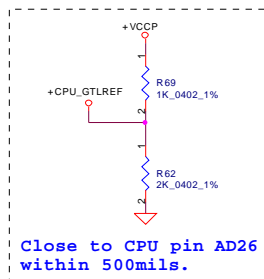 +VCCP
1
R69
1K_0402_1%
+CPU_GTLREF
2
1
R62
2K_0402_1%
2
Close to CPU pin AD26
within 500mils.